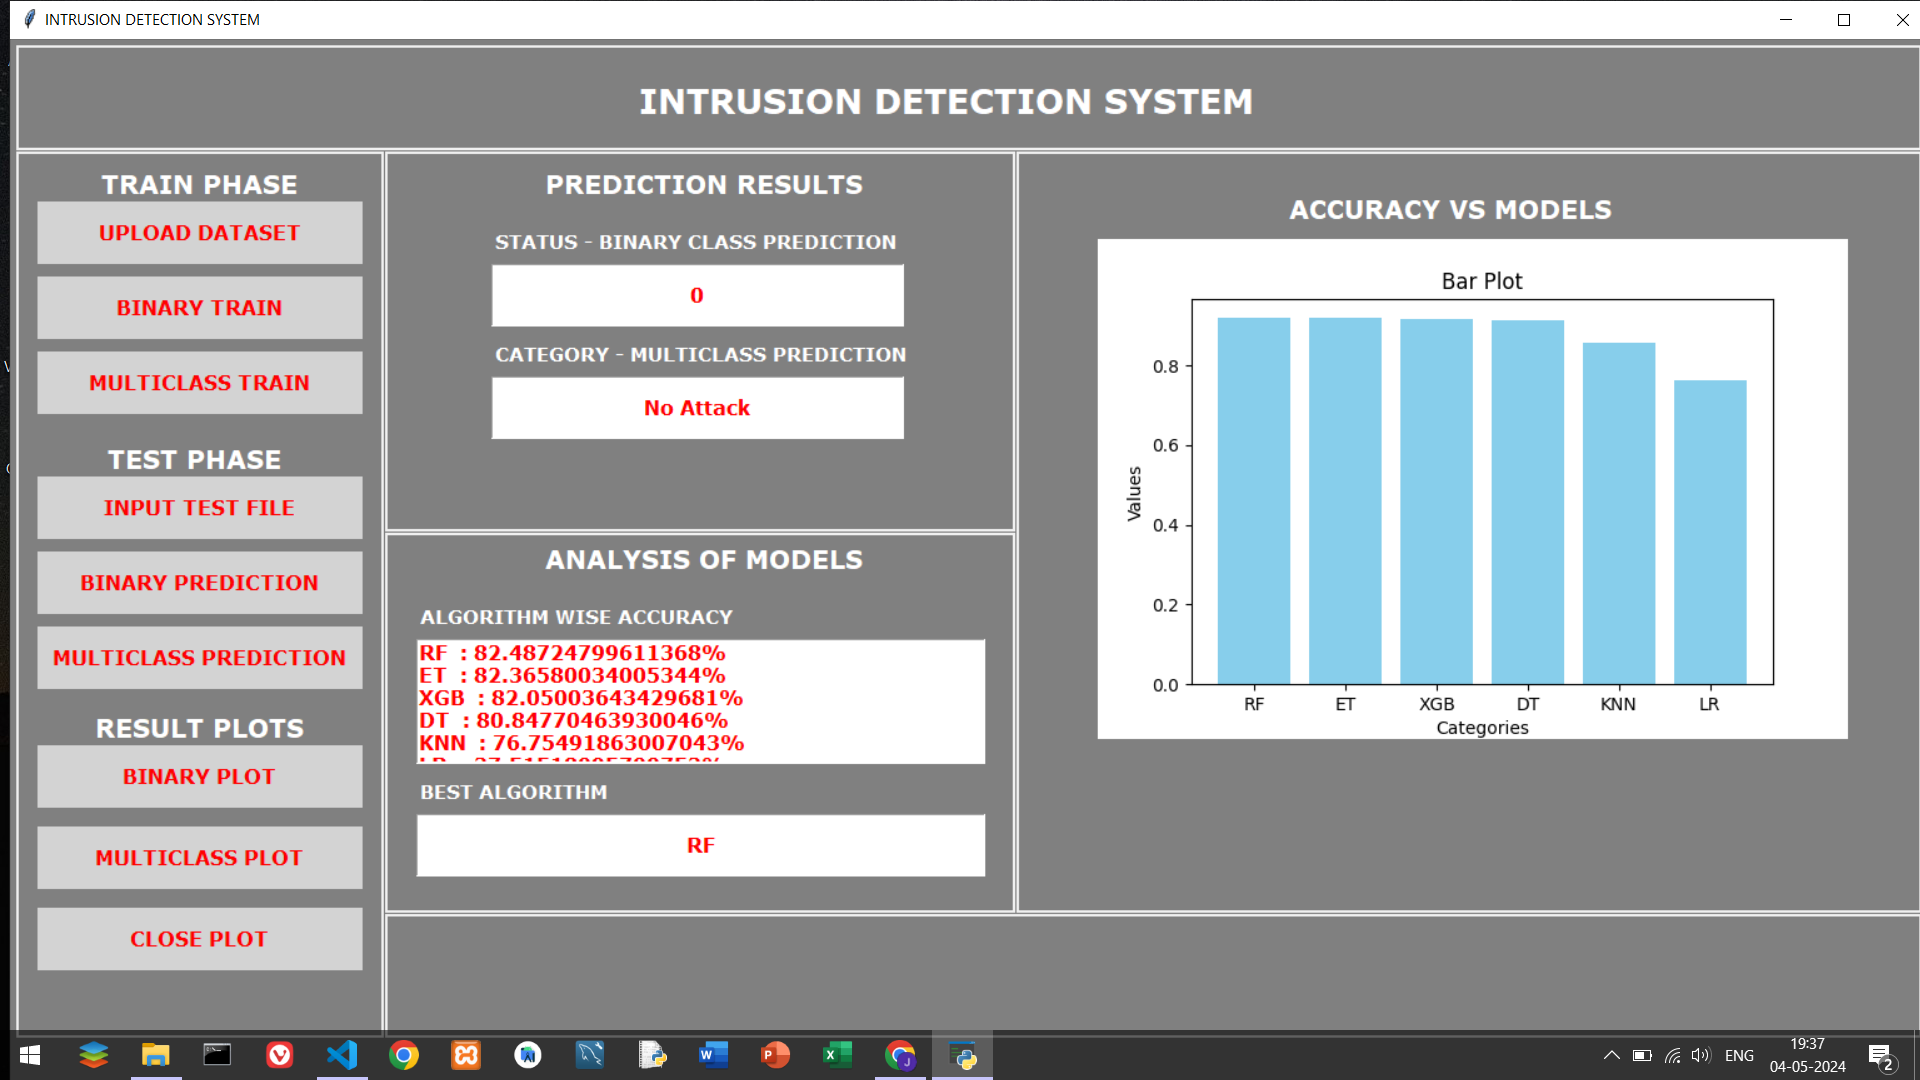 INTRUSION DETECTION SYSTEM
INTRUSION DETECTION SYSTEM
TRAIN PHASE
UPLOAD DATASET
BINARY TRAIN
MULTICLASS TRAIN
TEST PHASE
INPUT TEST FILE
BINARY PREDICTION
MULTICLASS PREDICTION
RESULT PLOTS
BINARY PLOT
MULTICLASS PLOT
CLOSE PLOT
PREDICTION RESULTS
STATUS - BINARY CLASS PREDICTION
0
CATEGORY - MULTICLASS PREDICTION
No Attack
ANALYSIS OF MODELS
ALGORITHM WISE ACCURACY
RF : 82.48724799611368%
ET : 82.36580034005344%
XGB : 82.05003643429681%
DT : 80.84770463930046%
KNN : 76.75491863007043%
BEST ALGORITHM
RF
ACCURACY VS MODELS
Bar Plot
Values
0.8
0.6
0.4
0.2
0.0
RF ET XGB DT KNN LR
Categories
ENG
19:37
04-05-2024
2